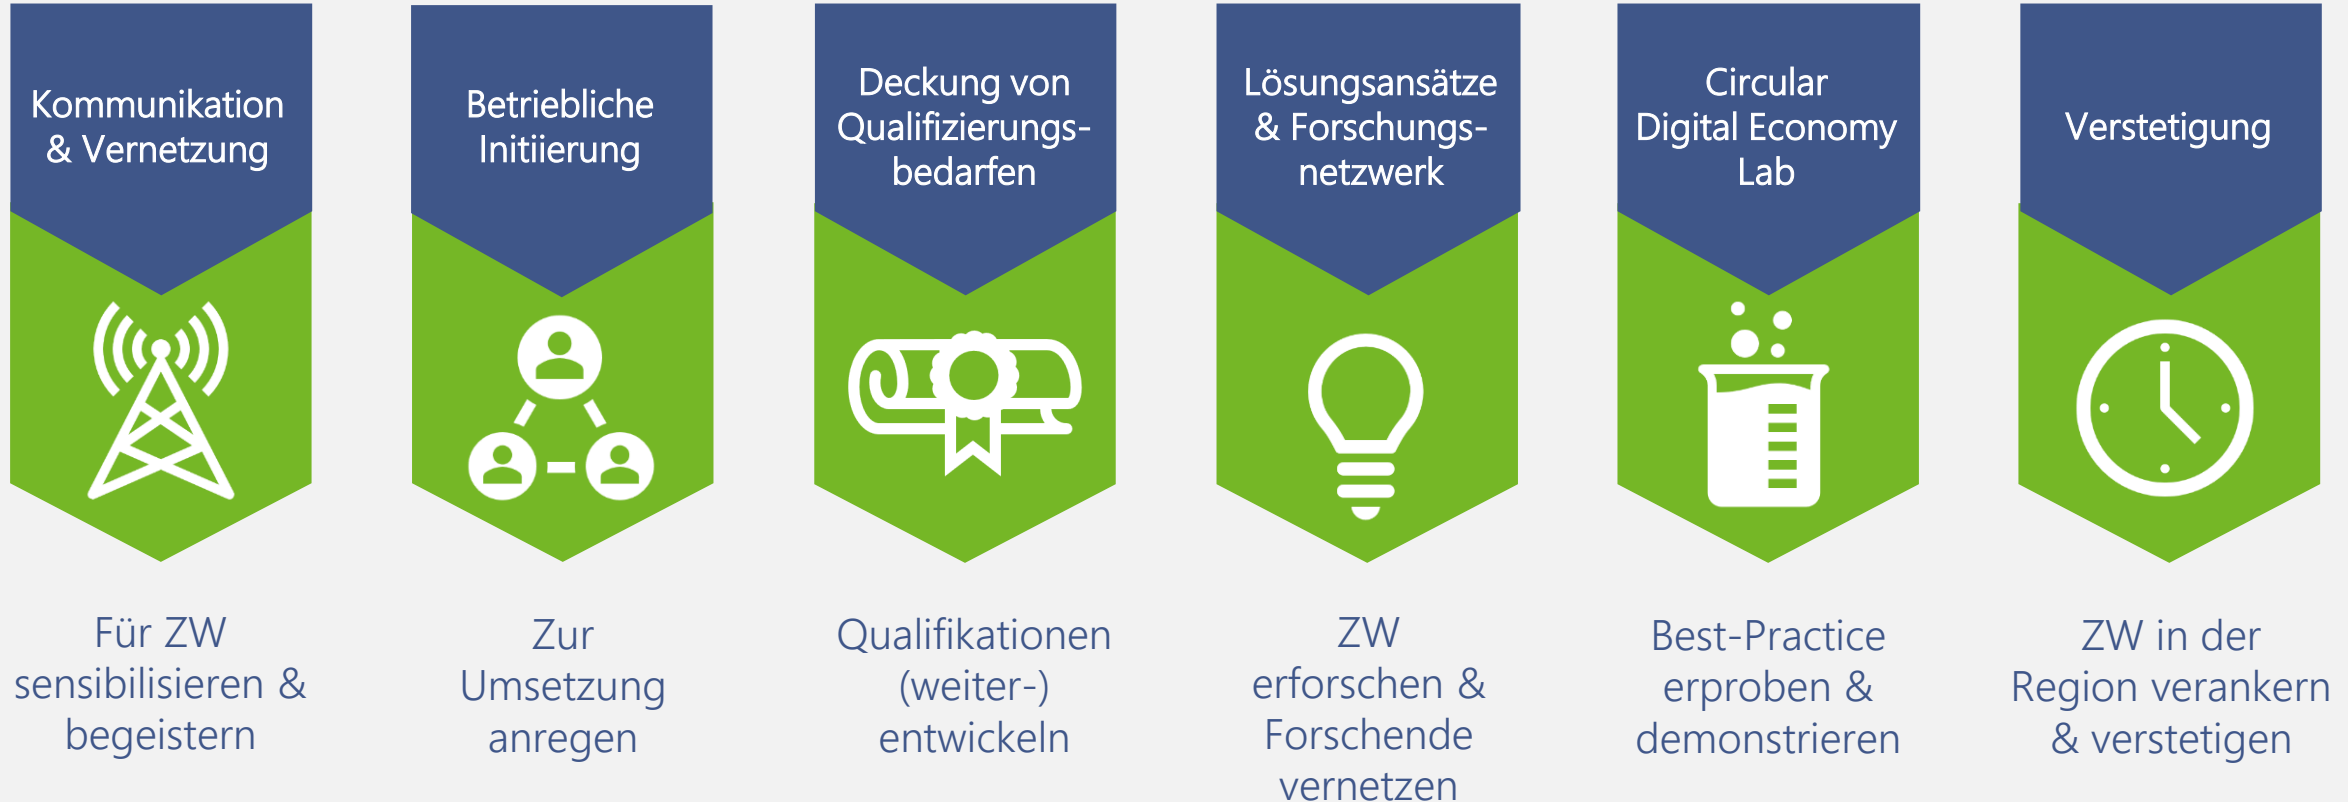 Kommunikation
& Vernetzung
Betriebliche
Initiierung
Deckung von
Qualifizierungs-
bedarfen
Lösungsansätze
& Forschungs-
netzwerk
Circular
Digital Economy
Lab
Verstetigung
Für ZW
sensibilisieren &
begeistern
Zur
Umsetzung
anregen
Qualifikationen
(weiter-)
entwickeln
ZW
erforschen &
Forschende
vernetzen
Best-Practice
erproben &
demonstrieren
ZW in der
Region verankern
& verstetigen